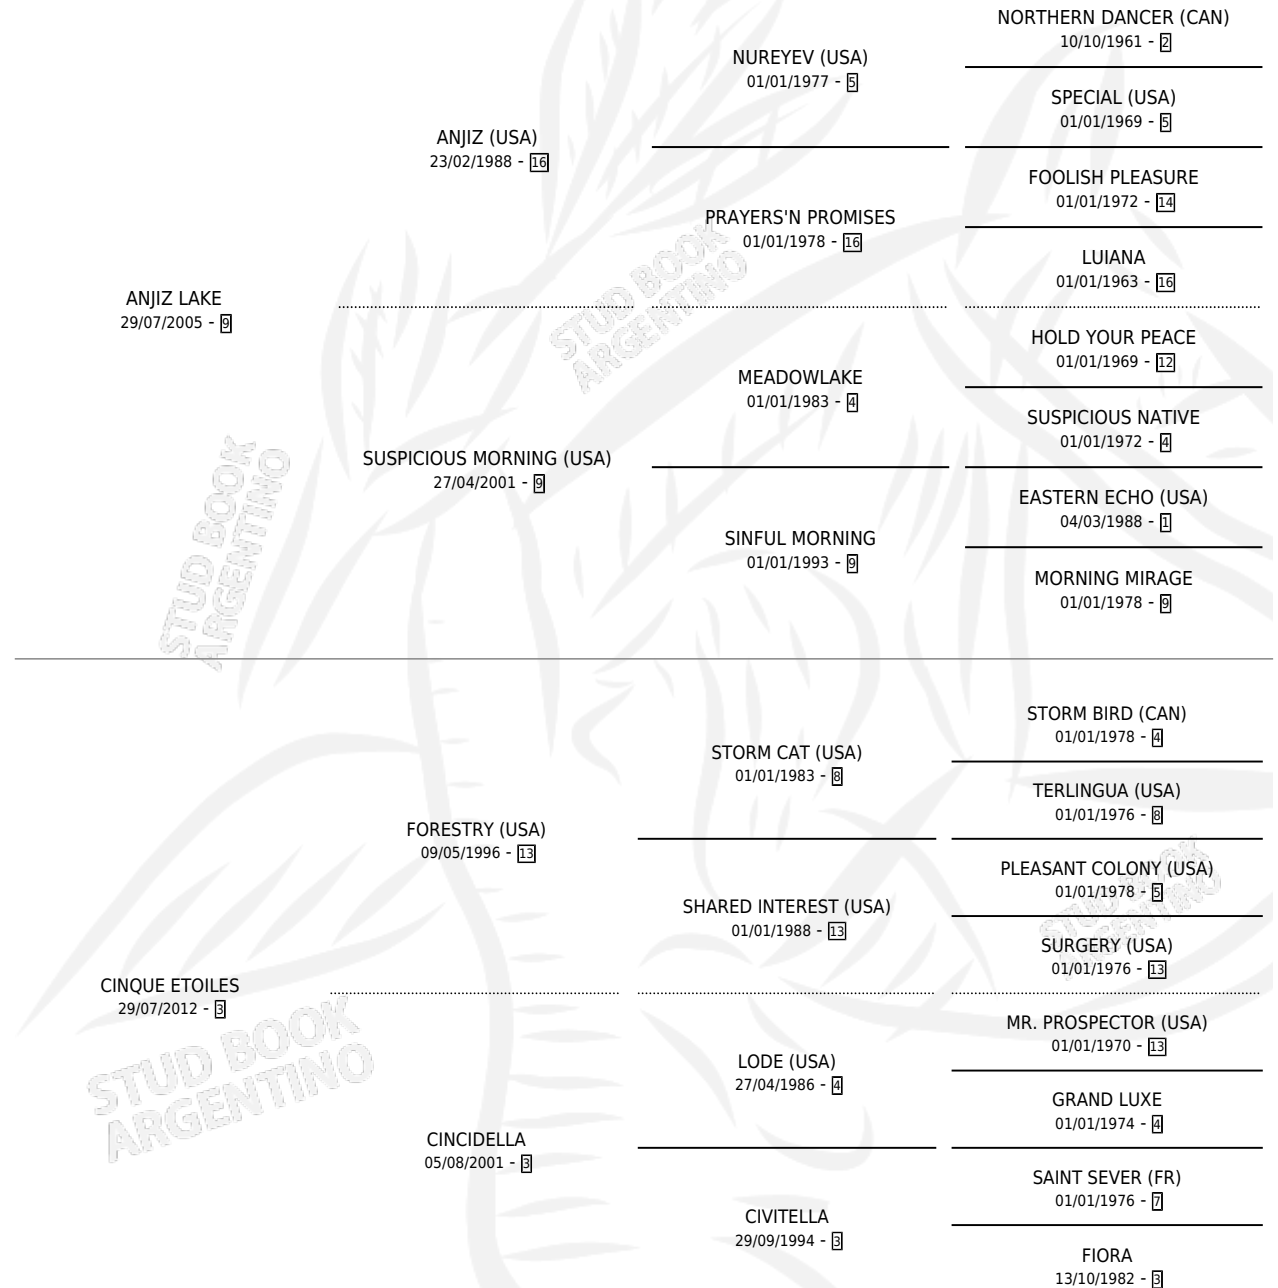 NORTHERN DANCER (CAN)
10/10/1961 - 2
NUREYEV (USA)
01/01/1977 - 5
SPECIAL (USA)
01/01/1969 - 5
ANJIZ (USA)
23/02/1988 - 16
FOOLISH PLEASURE
01/01/1972 - 14
PRAYERS'N PROMISES
01/01/1978 - 16
LUIANA
01/01/1963 - 16
ANJIZ LAKE
29/07/2005 - 9
STUD BOOK
ARGENTINO
HOLD YOUR PEACE
01/01/1969 - 12
MEADOWLAKE
01/01/1983 - 4
SUSPICIOUS NATIVE
01/01/1972 - 4
SUSPICIOUS MORNING (USA)
27/04/2001 - 9
EASTERN ECHO (USA)
04/03/1988 - 1
SINFUL MORNING
01/01/1993 - 9
MORNING MIRAGE
01/01/1978 - 9
STUD BOOK
ARGENTINO
STORM BIRD (CAN)
01/01/1978 - 4
STORM CAT (USA)
01/01/1983 - 8
TERLINGUA (USA)
01/01/1976 - 8
FORESTRY (USA)
09/05/1996 - 13
PLEASANT COLONY (USA)
01/01/1978 - 5
SHARED INTEREST (USA)
01/01/1988 - 13
STUD BOOK
ARGENTINO
SURGERY (USA)
01/01/1976 - 13
CINQUE ETOILES
29/07/2012 - 3
STUD BOOK
ARGENTINO
MR. PROSPECTOR (USA)
01/01/1970 - 13
LODE (USA)
27/04/1986 - 4
GRAND LUXE
01/01/1974 - 4
CINCIDELLA
05/08/2001 - 3
SAINT SEVER (FR)
01/01/1976 - 7
CIVITELLA
29/09/1994 - 3
FIORA
13/10/1982 - 3